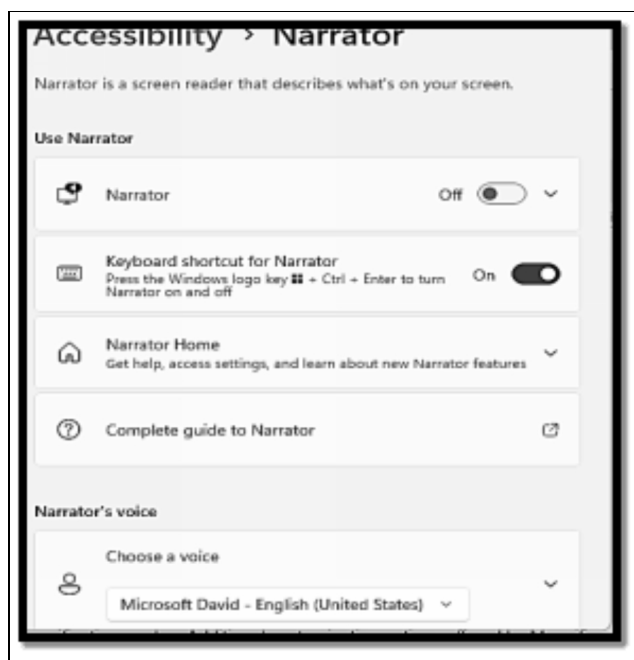 Accessibility > Narrator
Narrator is a screen reader that describes what's on your screen.
Use Narrator
Narrator
Off
Keyboard shortcut for Narrator
Press the Windows logo key + Ctrl + Enter to turn
Narrator on and off
On
Narrator Home
Get help, access settings, and learn about new Narrator features
Complete guide to Narrator
Narrator's voice
Choose a voice
Microsoft David - English (United States)